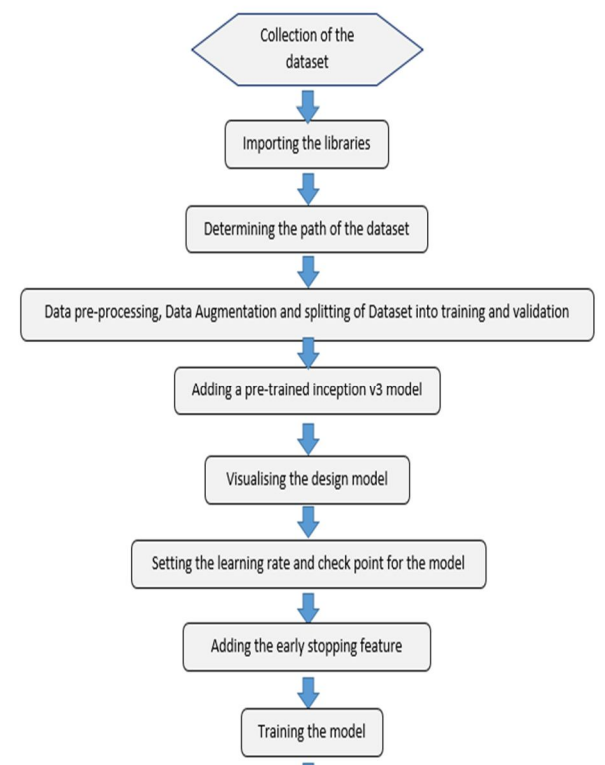 Collection of the
dataset
Importing the libraries
Determining the path of the dataset
Data pre-processing, Data Augmentation and splitting of Dataset into training and validation
Adding a pre-trained inception v3 model
Visualising the design model
Setting the learning rate and check point for the model
Adding the early stopping feature
Training the model